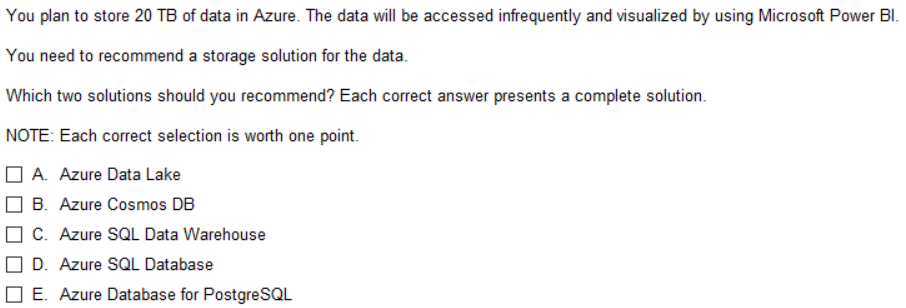 You plan to store 20 TB of data in Azure. The data will be accessed infrequently and visualized by using Microsoft Power BI.
You need to recommend a storage solution for the data.
Which two solutions should you recommend? Each correct answer presents a complete solution.
NOTE: Each correct selection is worth one point.
A. Azure Data Lake
B. Azure Cosmos DB
C. Azure SQL Data Warehouse
D. Azure SQL Database
E. Azure Database for PostgreSQL